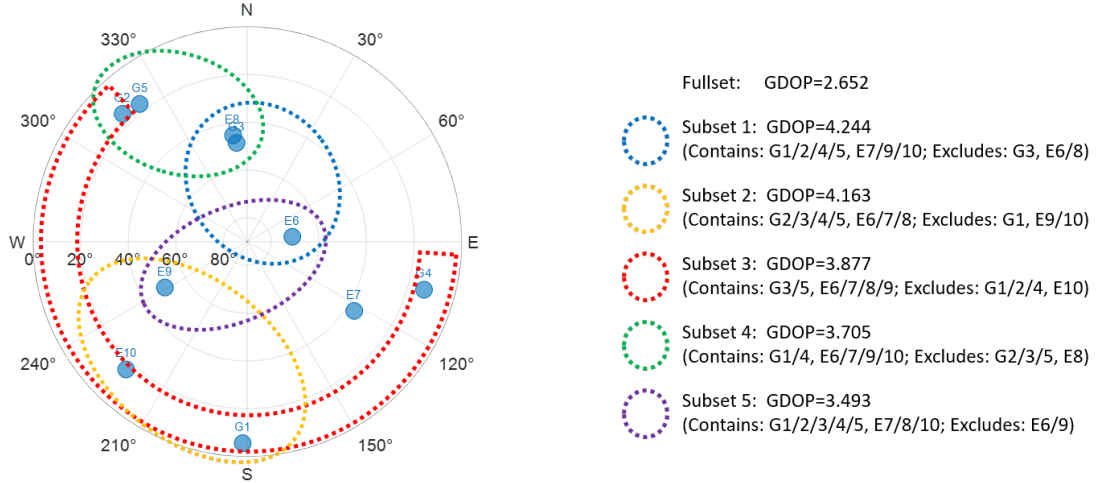 N
330°
30°
G5
G2
300°
60°
E8
G3
E6
W
E
0°
20°
40°
60°
80°
E9
G4
E7
E10
240°
120°
G1
210°
150°
S
Fullset: GDOP=2.652
Subset 1: GDOP=4.244
(Contains: G1/2/4/5, E7/9/10; Excludes: G3, E6/8)
Subset 2: GDOP=4.163
(Contains: G2/3/4/5, E6/7/8; Excludes: G1, E9/10)
Subset 3: GDOP=3.877
(Contains: G3/5, E6/7/8/9; Excludes: G1/2/4, E10)
Subset 4: GDOP=3.705
(Contains: G1/4, E6/7/9/10; Excludes: G2/3/5, E8)
Subset 5: GDOP=3.493
(Contains: G1/2/3/4/5, E7/8/10; Excludes: E6/9)